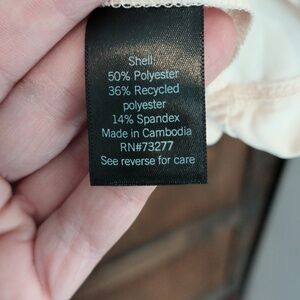 Shell:
50% Polyester
36% Recycled
polyester
14% Spandex
Made in Cambodia
RN#73277
See reverse for care